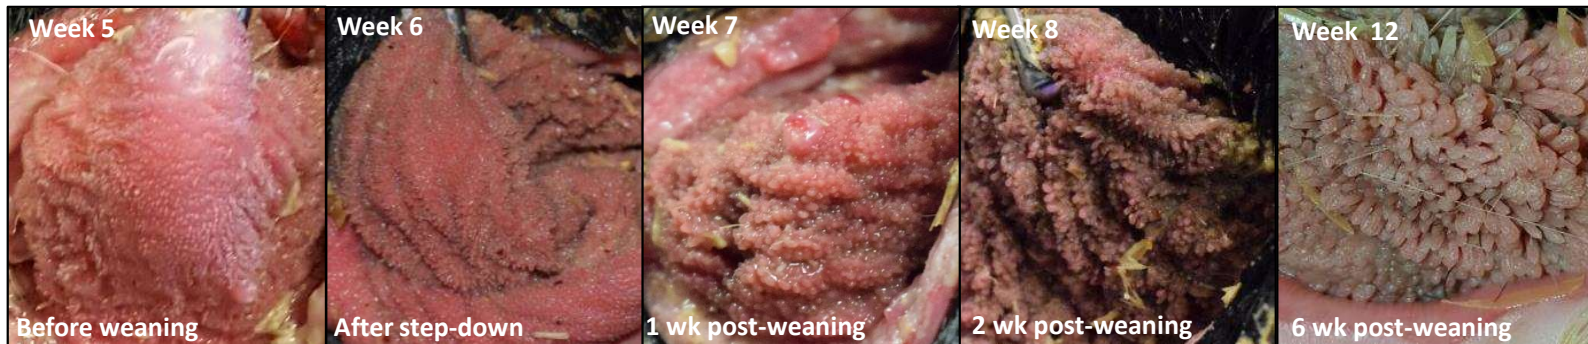 Week 5
Week 6
Week 7
Week 8
Week 12
Before weaning
After step-down
1 wk post-weaning
2 wk post-weaning
6 wk post-weaning